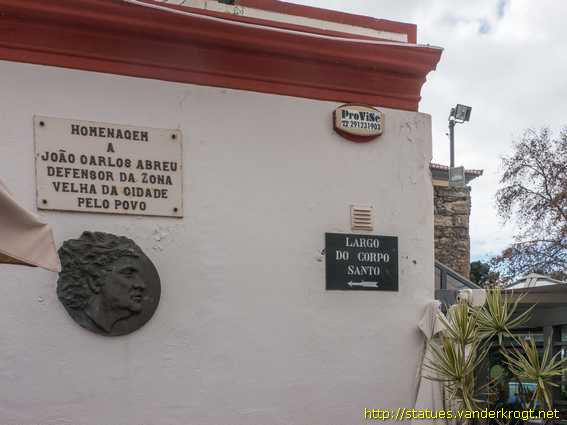 HOMENAGEM
A
JOÃO CARLOS ABREU
DEFENSOR DA ZONA
VELHA DA CIDADE
PELO POVO
ProViSe
☎ 291231903
LARGO
DO CORPO
SANTO
http://statues.vanderkrogt.net